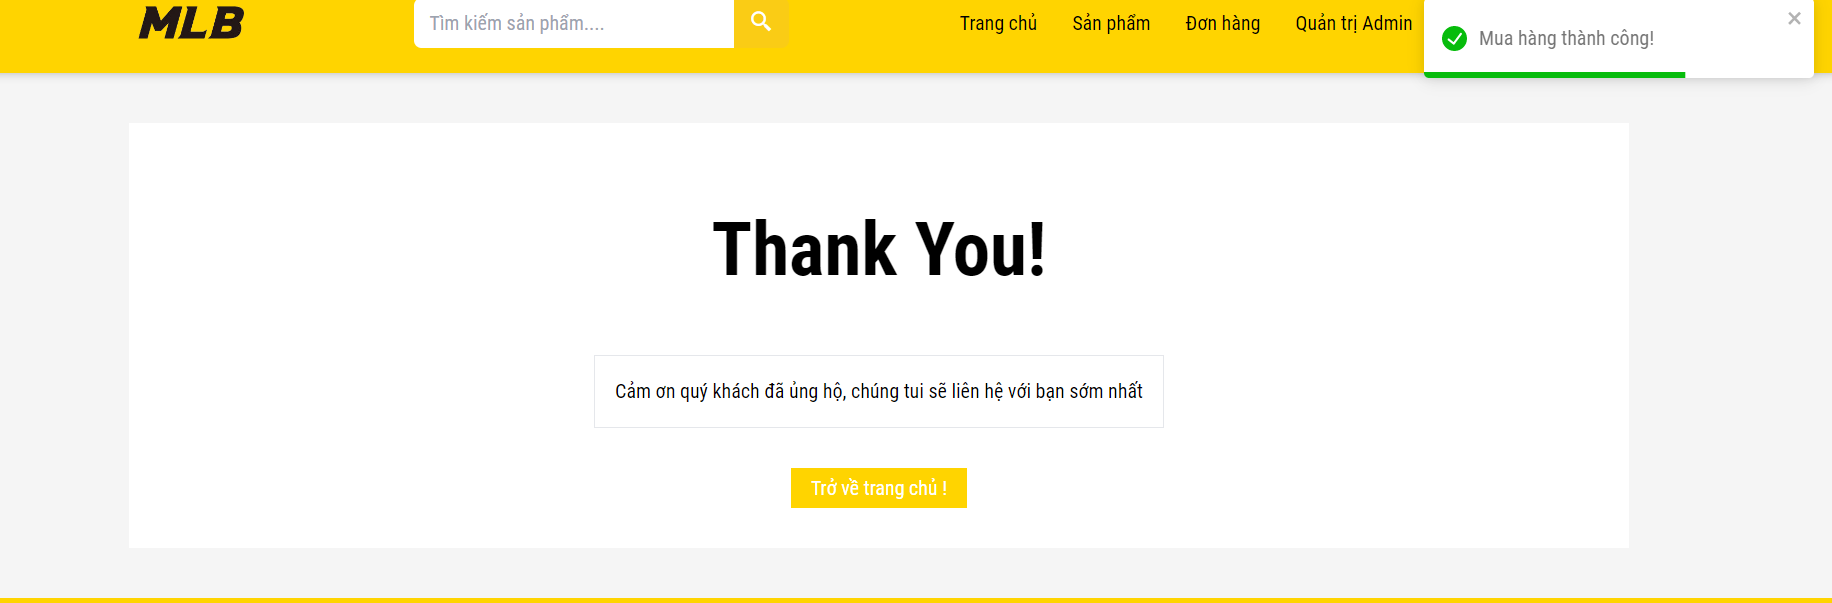 MLB
Tìm kiếm sản phẩm....
Trang chủ
Sản phẩm
Đơn hàng
Quản trị Admin
Mua hàng thành công!
Thank You!
Cảm ơn quý khách đã ủng hộ, chúng tui sẽ liên hệ với bạn sớm nhất
Trở về trang chủ !